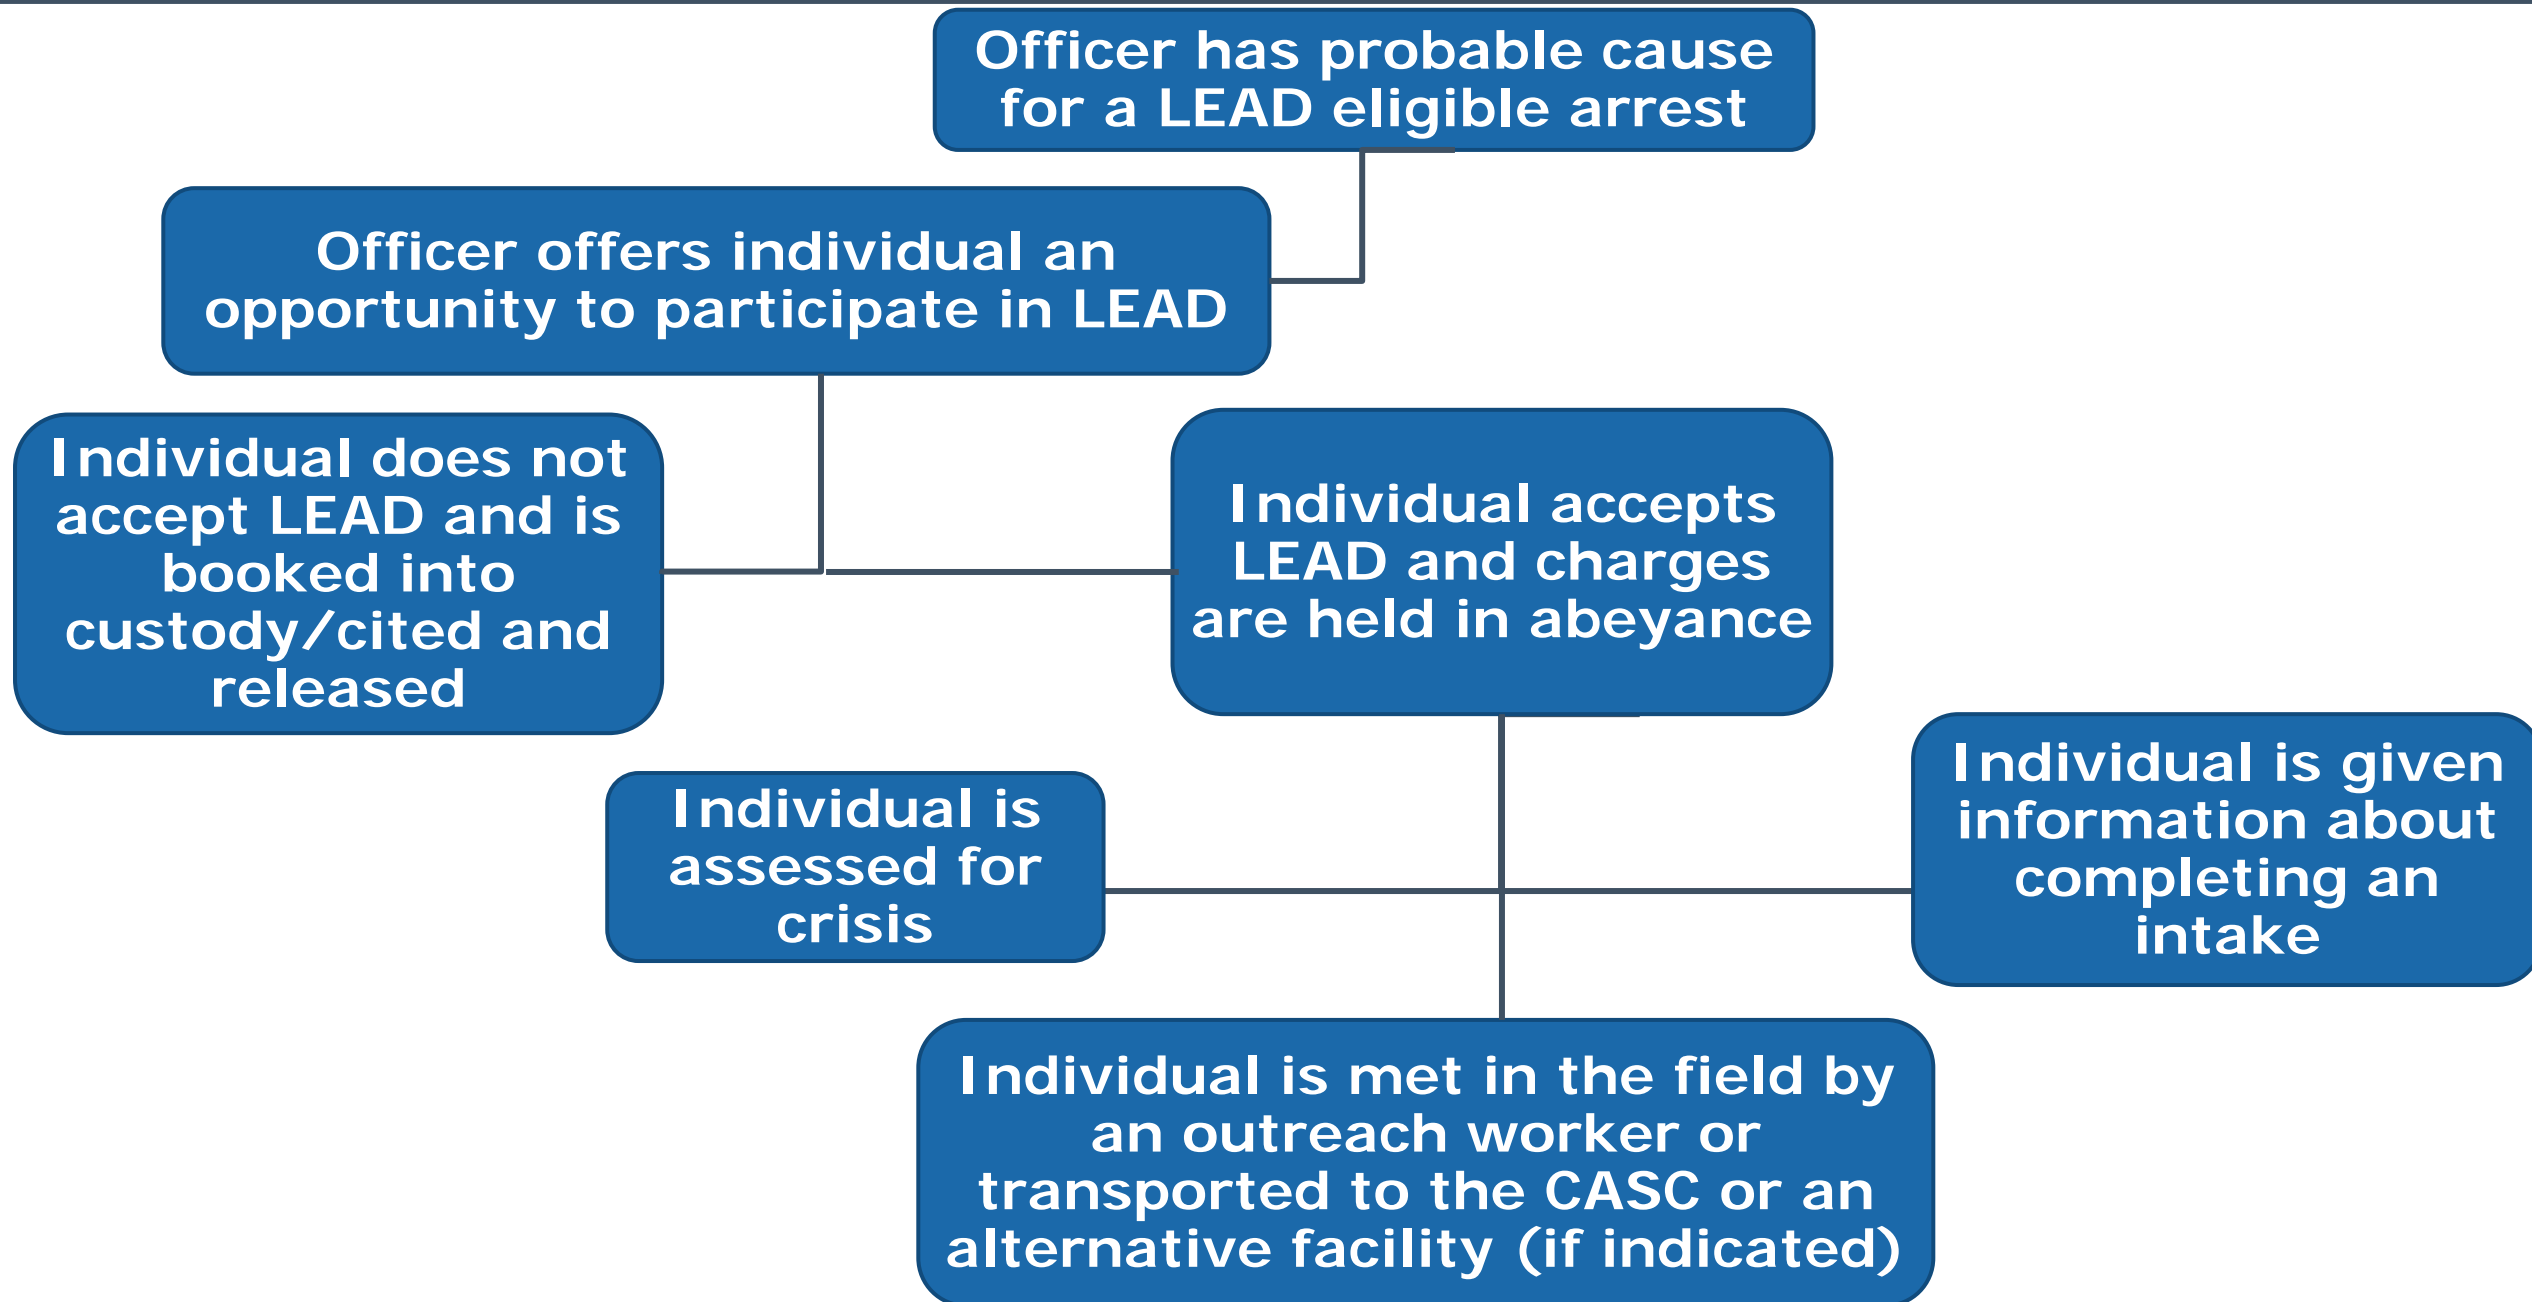 Officer has probable cause
for a LEAD eligible arrest
Officer offers individual an
opportunity to participate in LEAD
Individual does not
accept LEAD and is
booked into
custody/cited and
released
Individual accepts
LEAD and charges
are held in abeyance
Individual is
assessed for
crisis
Individual is given
information about
completing an
intake
Individual is met in the field by
an outreach worker or
transported to the CASC or an
alternative facility (if indicated)